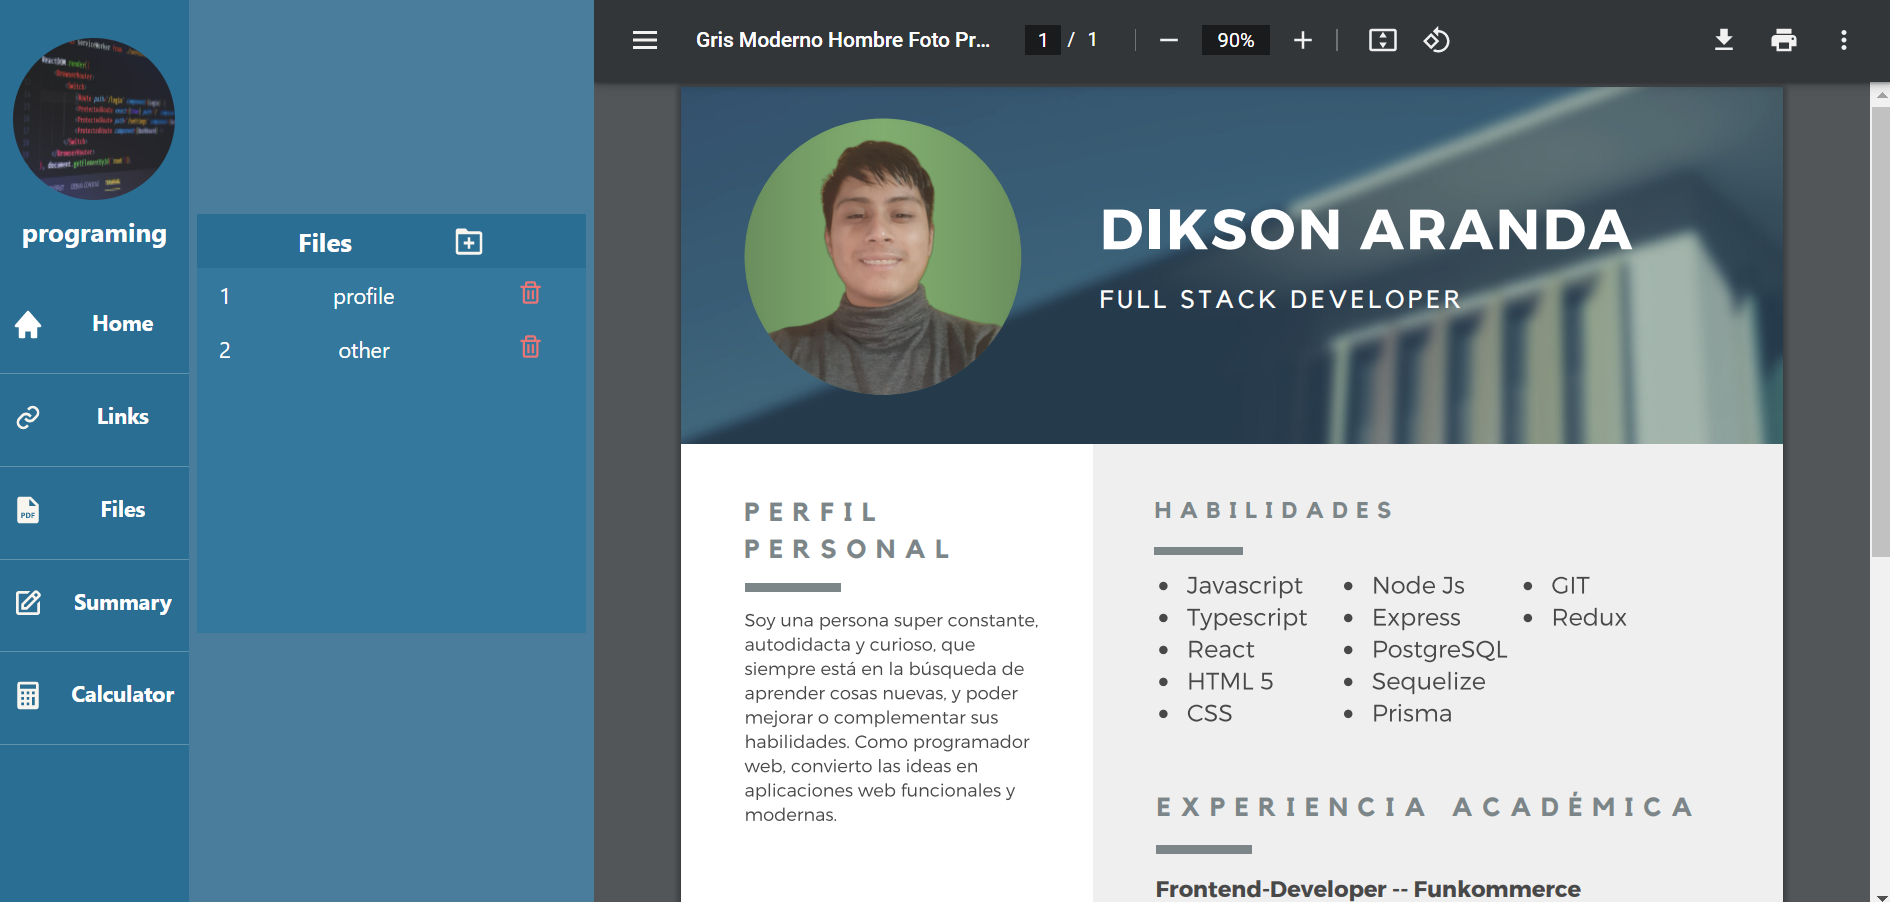 programing
Home
Links
PDF
Files
Summary
Calculator
Files
1 profile
2 other
Gris Moderno Hombre Foto Pr... 1 / 1 90%
DIKSON ARANDA
FULL STACK DEVELOPER
PERFIL
PERSONAL
Soy una persona super constante,
autodidacta y curioso, que
siempre está en la búsqueda de
aprender cosas nuevas, y poder
mejorar o complementar sus
habilidades. Como programador
web, convierto las ideas en
aplicaciones web funcionales y
modernas.
HABILIDADES
• Javascript
• Typescript
• React
• HTML 5
• CSS
• Node Js
• Express
• PostgreSQL
• Sequelize
• Prisma
• GIT
• Redux
EXPERIENCIA ACADÉMICA
Frontend-Developer -- Funkommerce